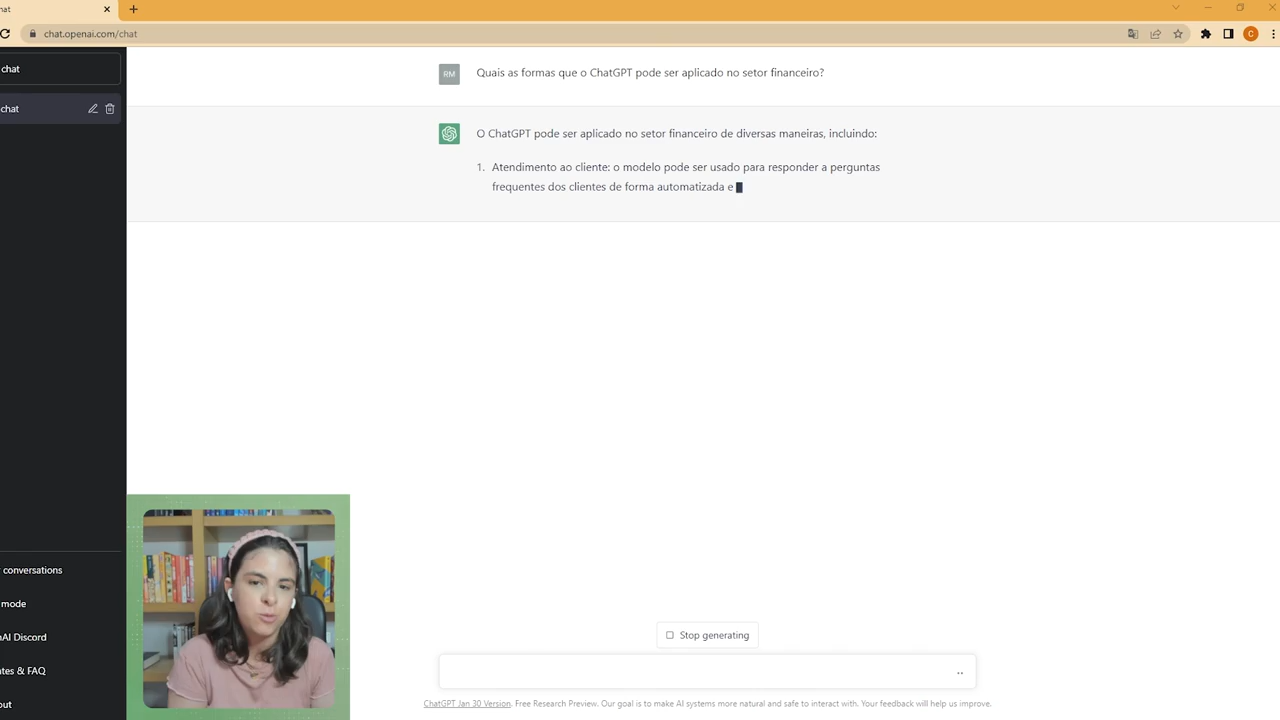 hat
chat.openai.com/chat
C
chat
chat
RM
Quais as formas que o ChatGPT pode ser aplicado no setor financeiro?
O ChatGPT pode ser aplicado no setor financeiro de diversas maneiras, incluindo:
1. Atendimento ao cliente: o modelo pode ser usado para responder a perguntas
frequentes dos clientes de forma automatizada e
conversations
mode
AI Discord
tes & FAQ
out
Stop generating
ChatGPT Jan 30 Version. Free Research Preview. Our goal is to make AI systems more natural and safe to interact with. Your feedback will help us improve.